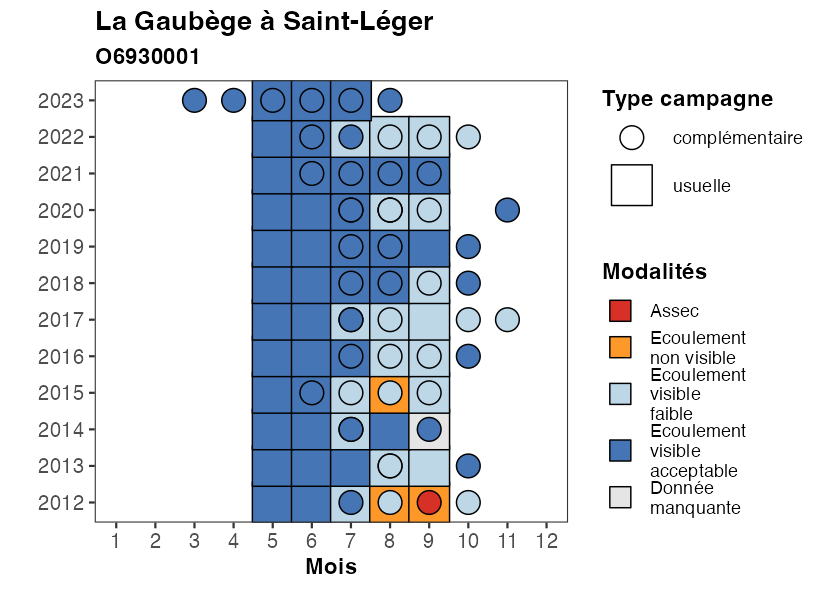 La Gaubège à Saint-Léger
O6930001
2023
2022
2021
2020
2019
2018
2017
2016
2015
2014
2013
2012
1 2 3 4 5 6 7 8 9 10 11 12
Mois
Type campagne
complémentaire
usuelle
Modalités
Assec
Ecoulement
non visible
Ecoulement
visible
faible
Ecoulement
visible
acceptable
Donnée
manquante